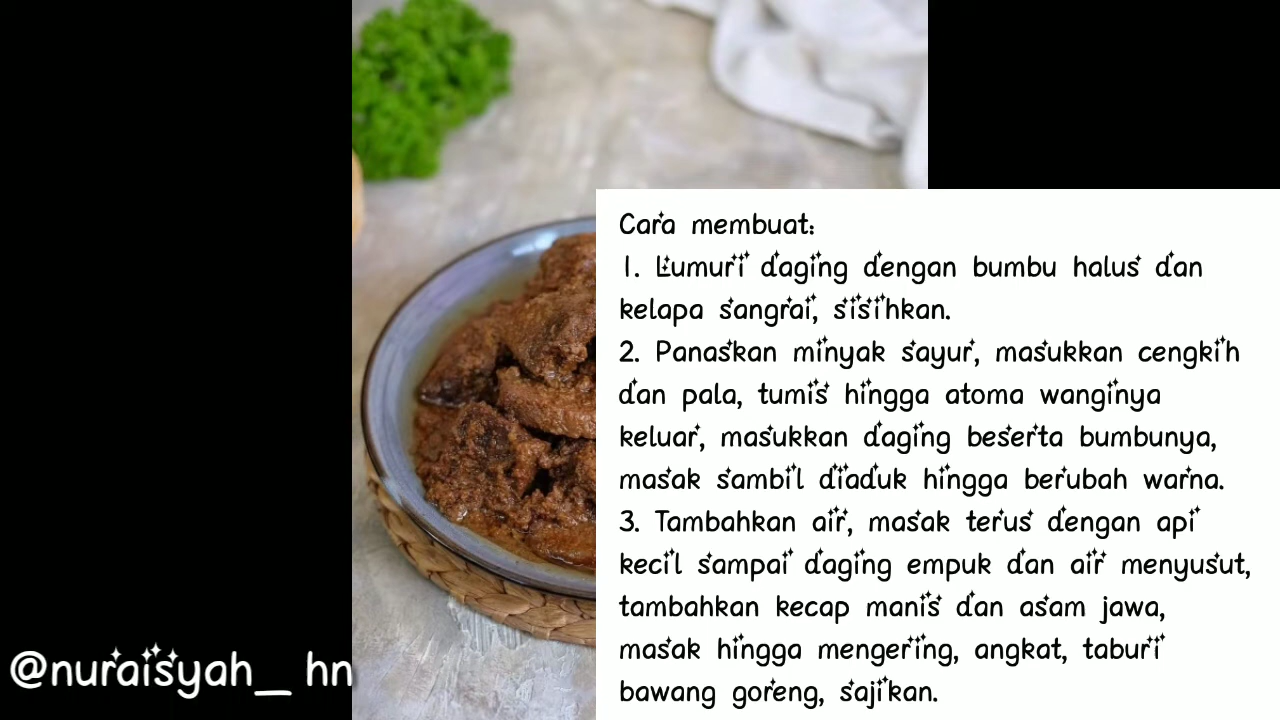 Cara membuat:
1. Lumuri daging dengan bumbu halus dan
kelapa sangrai, sisihkan.
2. Panaskan minyak sayur, masukkan cengkih
dan pala, tumis hingga atoma wanginya
keluar, masukkan daging beserta bumbunya,
masak sambil diaduk hingga berubah warna.
3. Tambahkan air, masak terus dengan api
kecil sampai daging empuk dan air menyusut,
tambahkan kecap manis dan asam jawa,
masak hingga mengering, angkat, taburi
bawang goreng, sajikan.
@nuraisyah_ hn